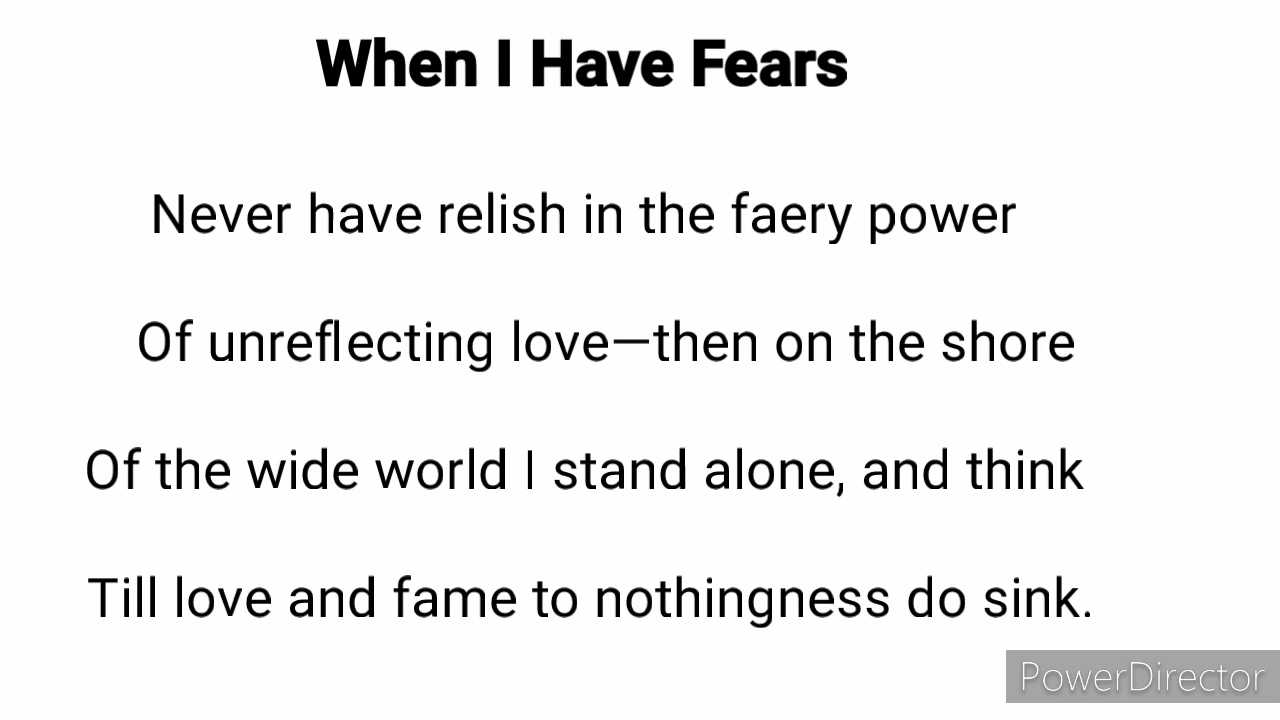 When I Have Fears
Never have relish in the faery power
Of unreflecting love—then on the shore
Of the wide world I stand alone, and think
Till love and fame to nothingness do sink.
PowerDirector